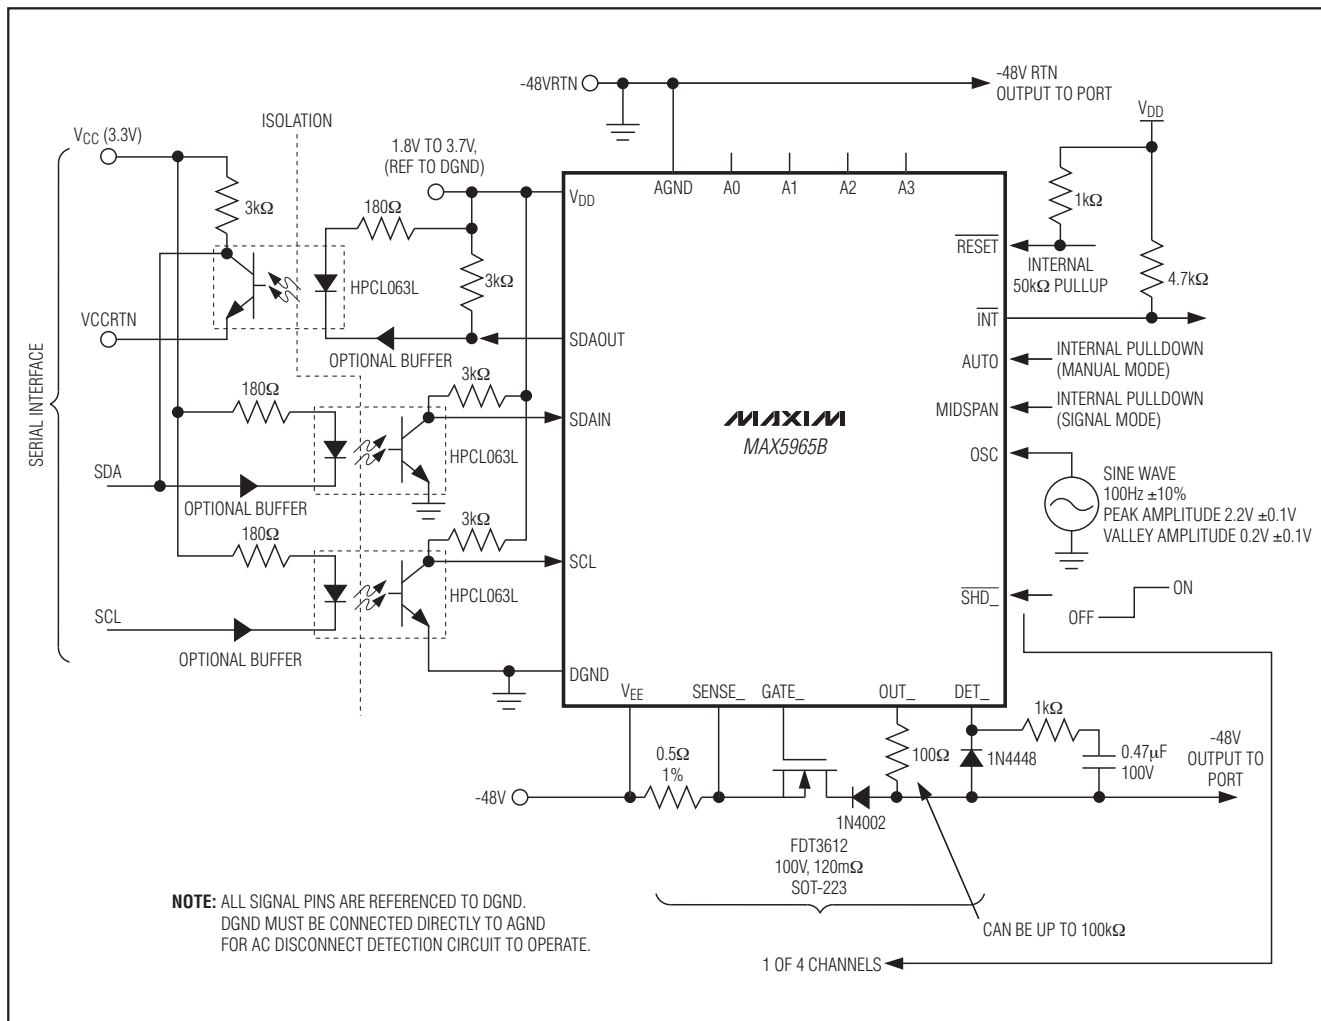 -48VRTN
-48V RTN
OUTPUT TO PORT
VDD
ISOLATION
VCC (3.3V)
1.8V TO 3.7V,
(REF TO DGND)
3kΩ
180Ω
VDD
AGND
A0
A1
A2
A3
1kΩ
RESET
INTERNAL
50kΩ PULLUP
4.7kΩ
HPCL063L
3kΩ
VCCRTN
OPTIONAL BUFFER
SDAOUT
INT
AUTO
INTERNAL PULLDOWN
(MANUAL MODE)
SERIAL INTERFACE
180Ω
3kΩ
SDAIN
MAXIM
MAX5965B
MIDSPAN
INTERNAL PULLDOWN
(SIGNAL MODE)
HPCL063L
SDA
OPTIONAL BUFFER
OSC
SINE WAVE
100Hz ±10%
PEAK AMPLITUDE 2.2V ±0.1V
VALLEY AMPLITUDE 0.2V ±0.1V
180Ω
3kΩ
SCL
HPCL063L
SCL
OPTIONAL BUFFER
SHD_
ON
OFF
DGND
VEE
SENSE_
GATE_
OUT_
DET_
1kΩ
0.5Ω
1%
100Ω
1N4448
0.47µF
100V
-48V
OUTPUT TO
PORT
-48V
1N4002
FDT3612
100V, 120mΩ
SOT-223
NOTE: ALL SIGNAL PINS ARE REFERENCED TO DGND.
DGND MUST BE CONNECTED DIRECTLY TO AGND
FOR AC DISCONNECT DETECTION CIRCUIT TO OPERATE.
CAN BE UP TO 100kΩ
1 OF 4 CHANNELS